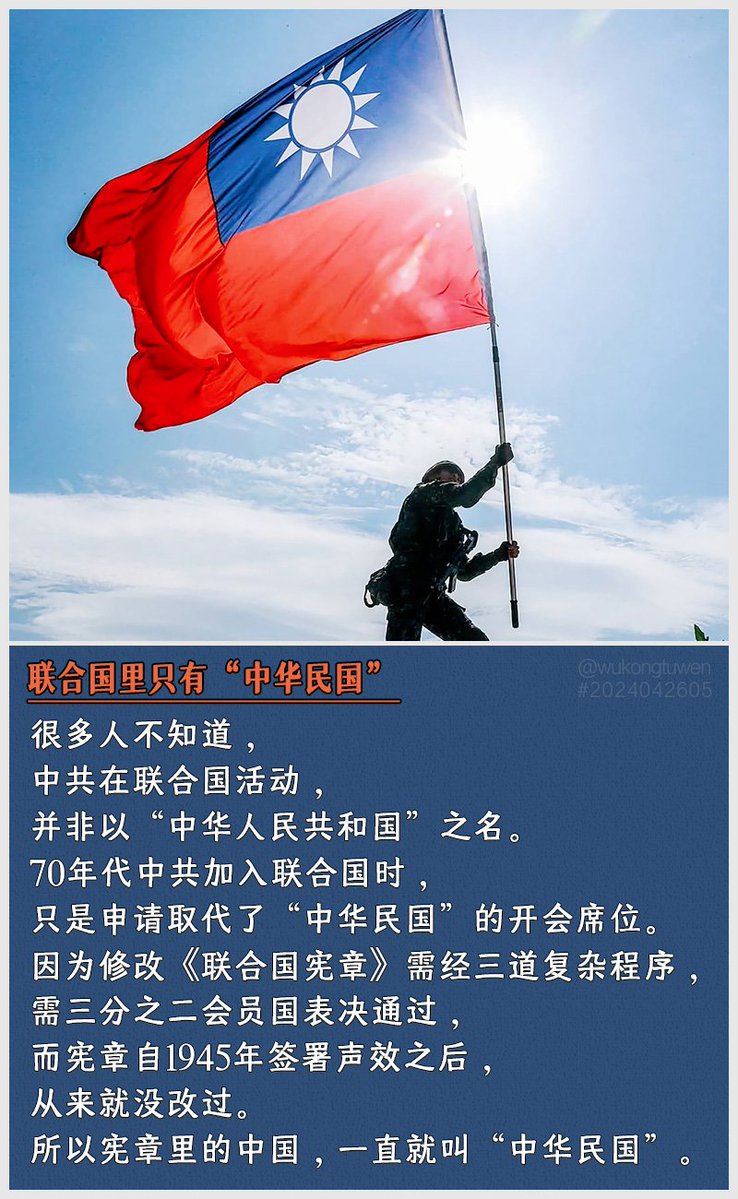 联合国里只有“中华民国”
@wukongtuwen
#2024042605
很多人不知道，
中共在联合国活动，
并非以“中华人民共和国”之名。
70年代中共加入联合国时，
只是申请取代了“中华民国”的开会席位。
因为修改《联合国宪章》需经三道复杂程序，
需三分之二会员国表决通过，
而宪章自1945年签署声效之后，
从来就没改过。
所以宪章里的中国，一直就叫“中华民国”。